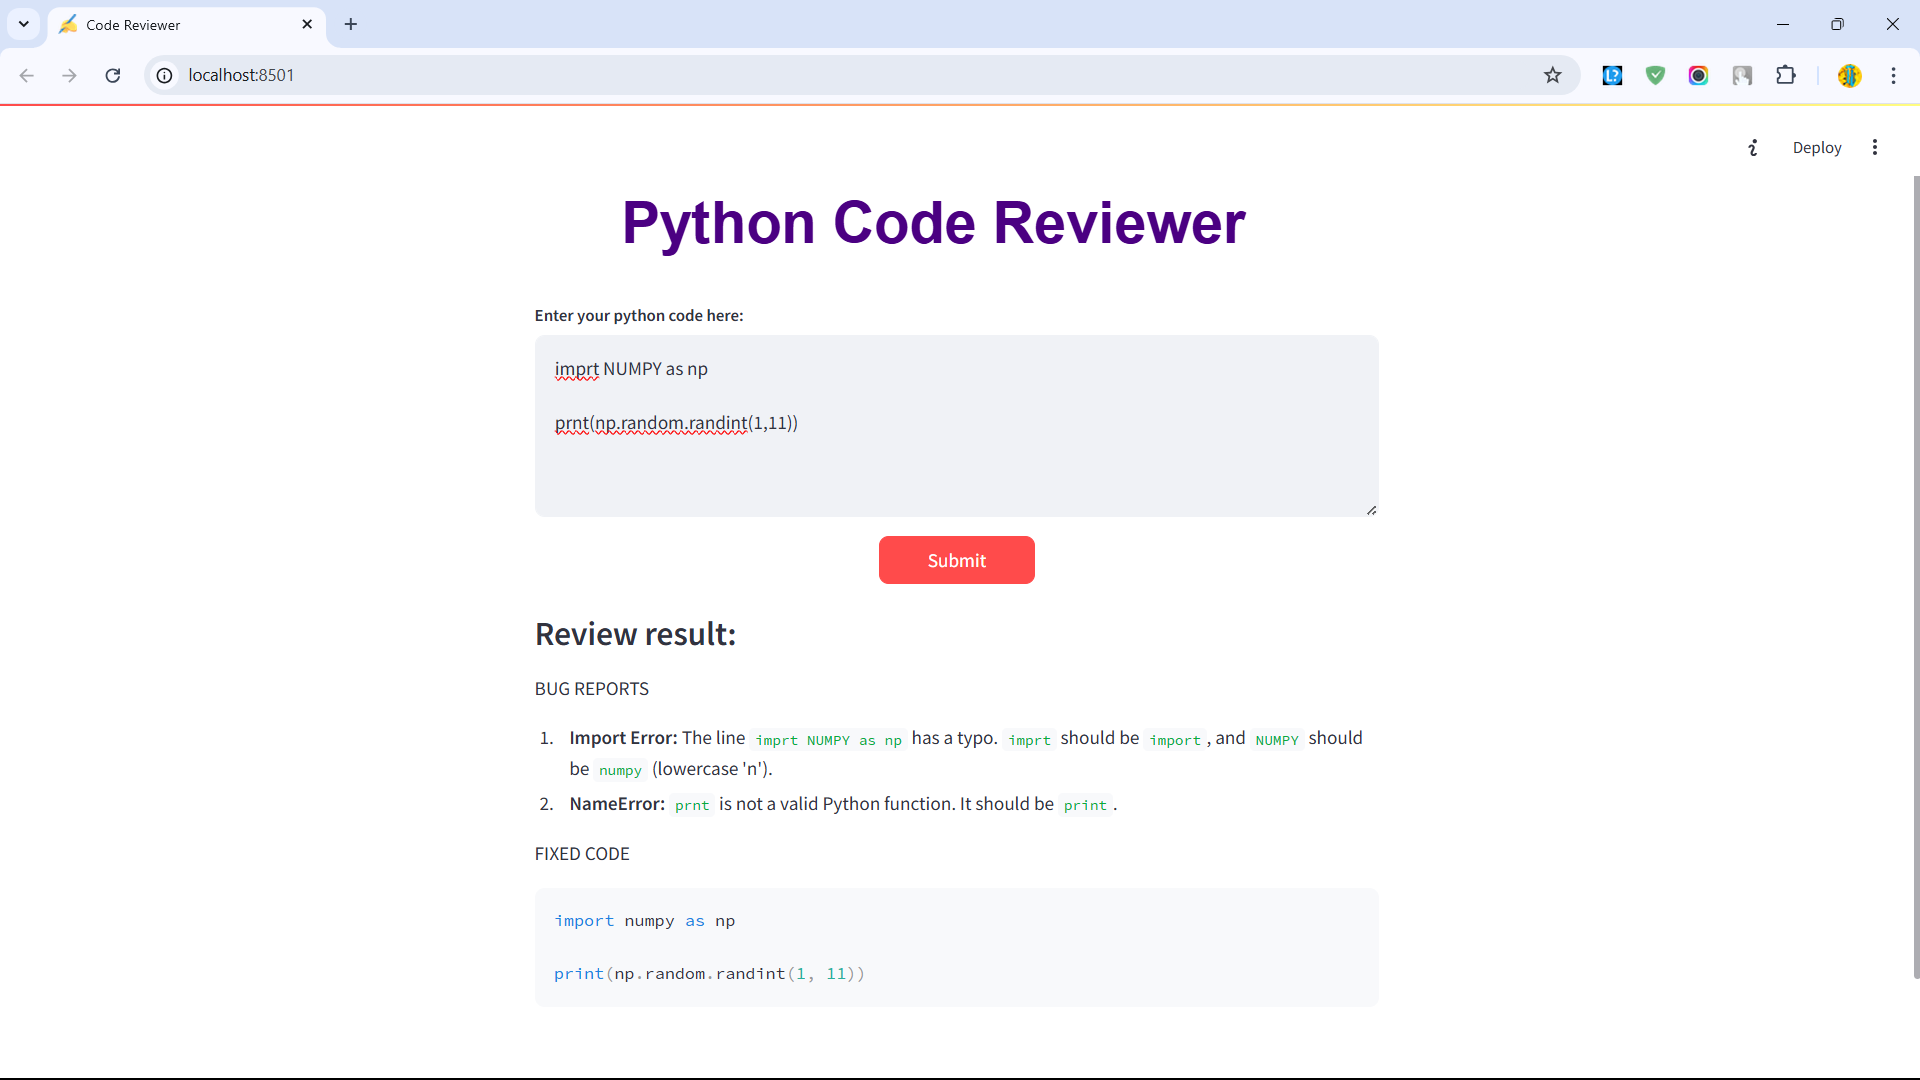 Code Reviewer
localhost:8501
Deploy
Python Code Reviewer
Enter your python code here:
imprt NUMPY as np
prnt(np.random.randint(1,11))
Submit
Review result:
BUG REPORTS
1. Import Error: The line imprt NUMPY as np has a typo. imprt should be import, and NUMPY should
be numpy (lowercase 'n').
2. NameError: prnt is not a valid Python function. It should be print.
FIXED CODE
import numpy as np
print(np.random.randint(1, 11))